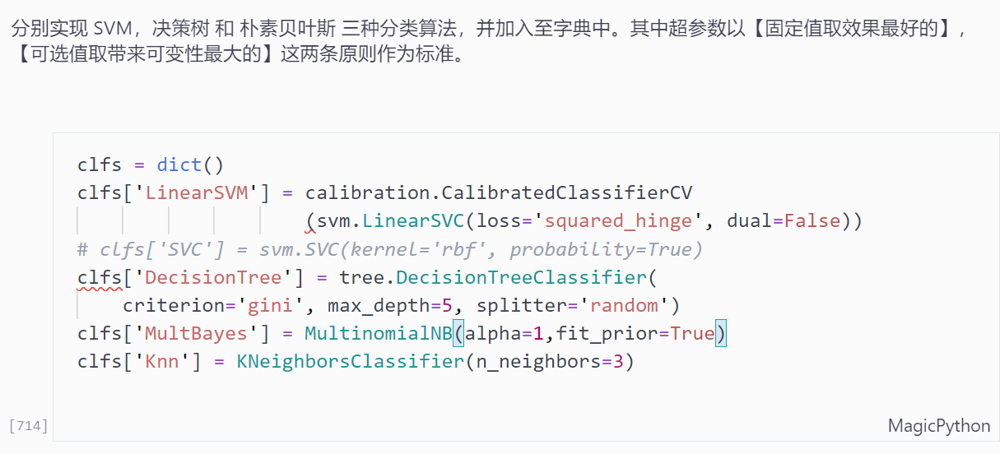 分别实现 SVM，决策树 和 朴素贝叶斯 三种分类算法，并加入至字典中。其中超参数以【固定值取效果最好的】，
【可选值取带来可变性最大的】这两条原则作为标准。
clfs = dict()
clfs['LinearSVM'] = calibration.CalibratedClassifierCV
(svm.LinearSVC(loss='squared_hinge', dual=False))
# clfs['SVC'] = svm.SVC(kernel='rbf', probability=True)
clfs['DecisionTree'] = tree.DecisionTreeClassifier(
criterion='gini', max_depth=5, splitter='random')
clfs['MultBayes'] = MultinomialNB(alpha=1,fit_prior=True)
clfs['Knn'] = KNeighborsClassifier(n_neighbors=3)
[714]
MagicPython